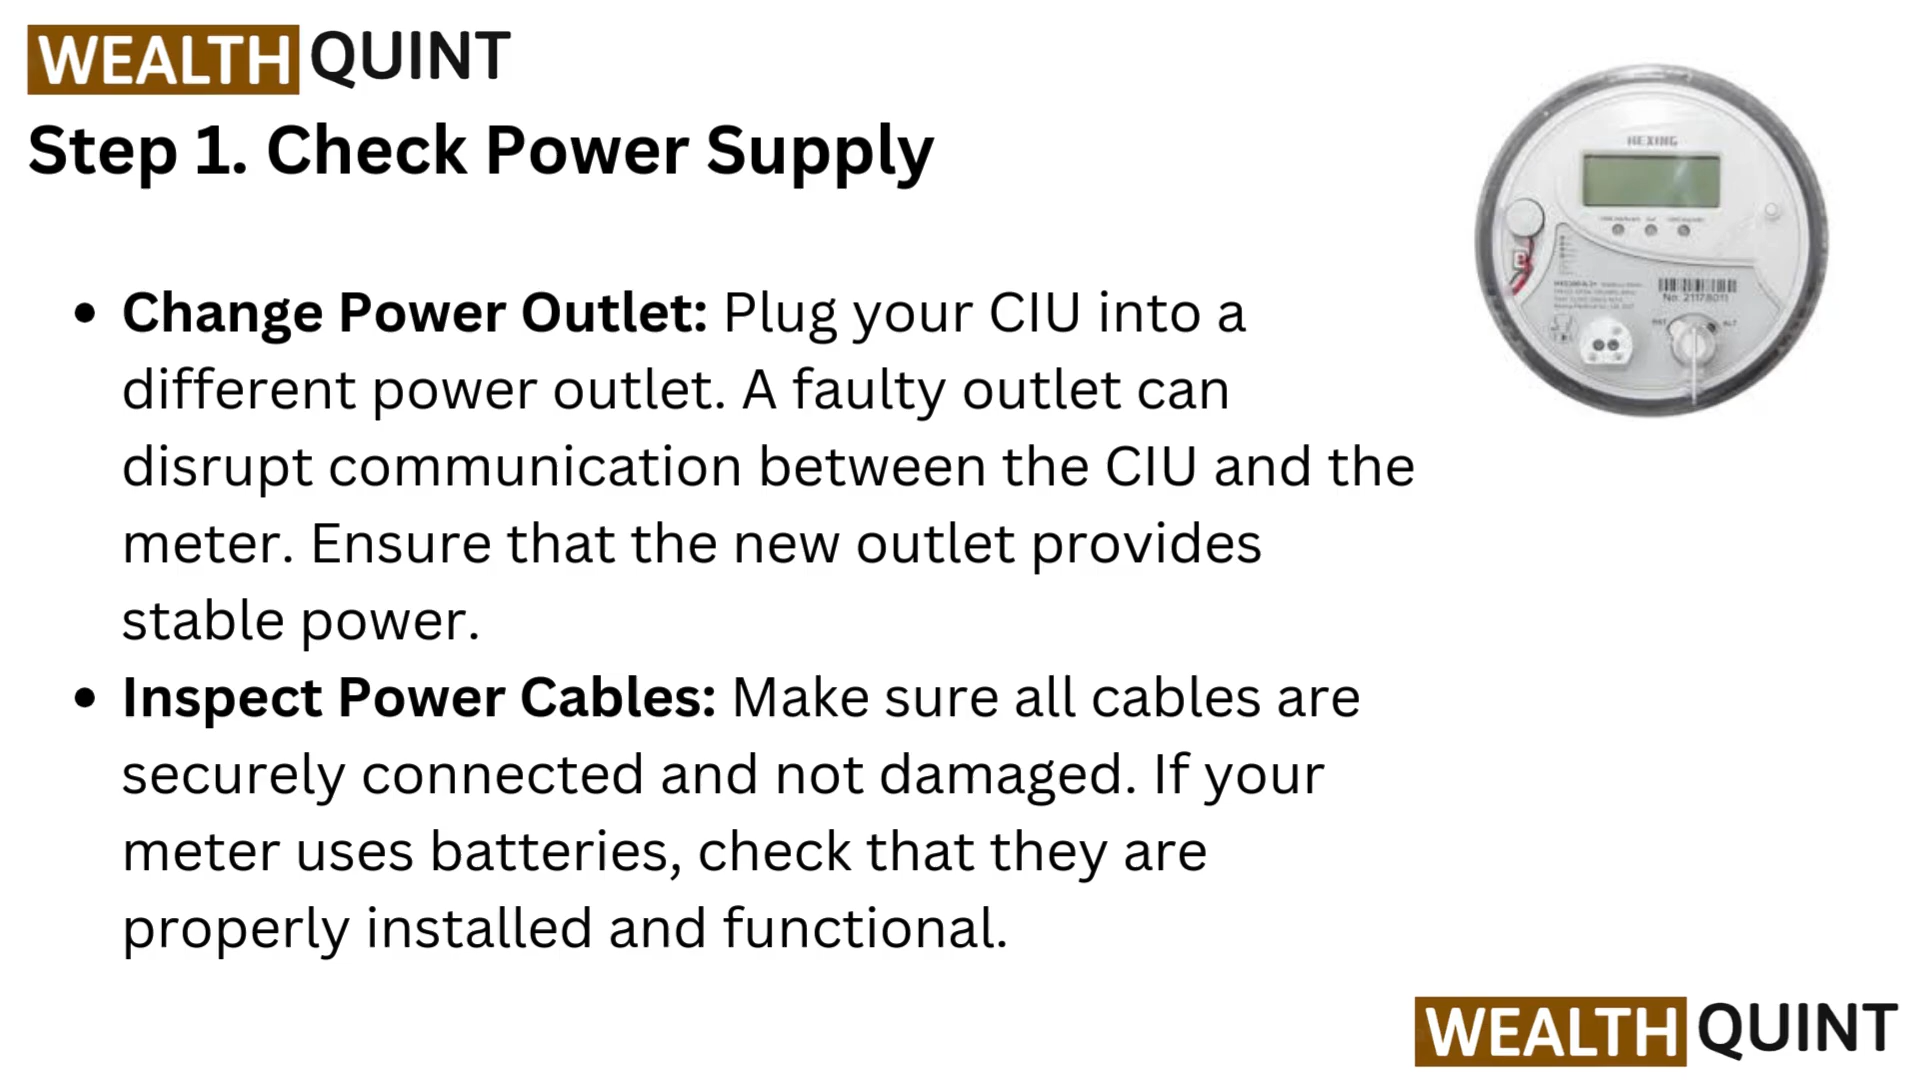 WEALTH QUINT
Step 1. Check Power Supply
HEXING
No. 21178011
• Change Power Outlet: Plug your CIU into a
different power outlet. A faulty outlet can
disrupt communication between the CIU and the
meter. Ensure that the new outlet provides
stable power.
• Inspect Power Cables: Make sure all cables are
securely connected and not damaged. If your
meter uses batteries, check that they are
properly installed and functional.
WEALTH QUINT